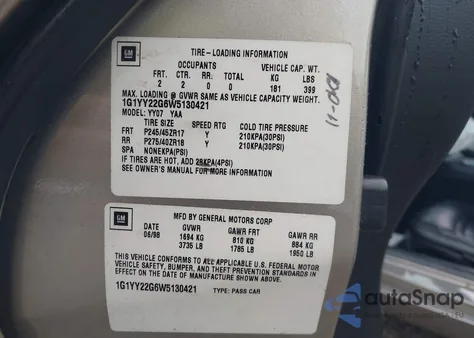 GM
TIRE-LOADING INFORMATION
OCCUPANTS VEHICLE CAP. WT.
FRT. CTR. RR. TOTAL KG LBS
2 0 0 2 181 399
MAX. LOADING @ GVWR SAME AS VEHICLE CAPACITY WEIGHT.
1G1YY22G6W5130421
MODEL: YY07 YAA
TIRE SIZE SPEED RTG COLD TIRE PRESSURE
FRT P245/45ZR17 Y 210KPA(30PSI)
RR P275/40ZR18 Y 210KPA(30PSI)
SPA NONEKPA(PSI)
IF TIRES ARE HOT, ADD 28KPA(4PSI)
SEE OWNER'S MANUAL FOR MORE INFORMATION
GM
MFD BY GENERAL MOTORS CORP
DATE GVWR GAWR FRT GAWR RR
06/98 1694 KG 810 KG 884 KG
3735 LB 1785 LB 1950 LB
THIS VEHICLE CONFORMS TO ALL APPLICABLE U.S. FEDERAL MOTOR
VEHICLE SAFETY, BUMPER, AND THEFT PREVENTION STANDARDS IN
EFFECT ON THE DATE OF MANUFACTURE SHOWN ABOVE.
1G1YY22G6W5130421 TYPE: PASS CAR
autoSnap